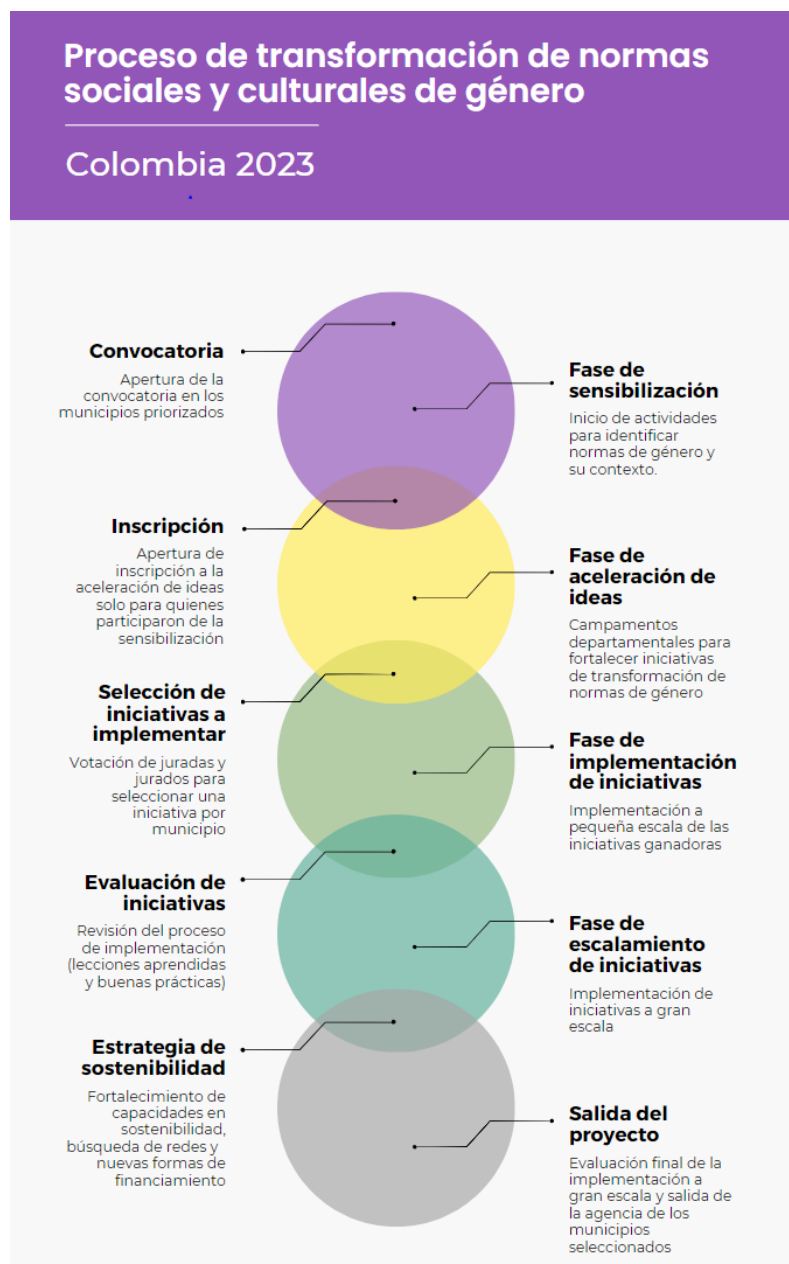 Proceso de transformación de normas
sociales y culturales de género
Colombia 2023
Convocatoria
Apertura de la
convocatoria en los
municipios priorizados
Fase de
sensibilización
Inicio de actividades
para identificar
normas de género y
su contexto.
Inscripción
Apertura de
inscripción a la
aceleración de ideas
solo para quienes
participaron de la
sensibilización
Fase de
aceleración de
ideas
Campamentos
departamentales para
fortalecer iniciativas
de transformación de
normas de género
Selección de
iniciativas a
implementar
Votación de juradas y
jurados para
seleccionar una
iniciativa por
municipio
Fase de
implementación
de iniciativas
Implementación a
pequeña escala de las
iniciativas ganadoras
Evaluación de
iniciativas
Revisión del proceso
de implementación
(lecciones aprendidas
y buenas prácticas)
Fase de
escalamiento
de iniciativas
Implementación de
iniciativas a gran
escala
Estrategia de
sostenibilidad
Fortalecimiento de
capacidades en
sostenibilidad,
búsqueda de redes y
nuevas formas de
financiamiento
Salida del
proyecto
Evaluación final de la
implementación a
gran escala y salida de
la agencia de los
municipios
seleccionados